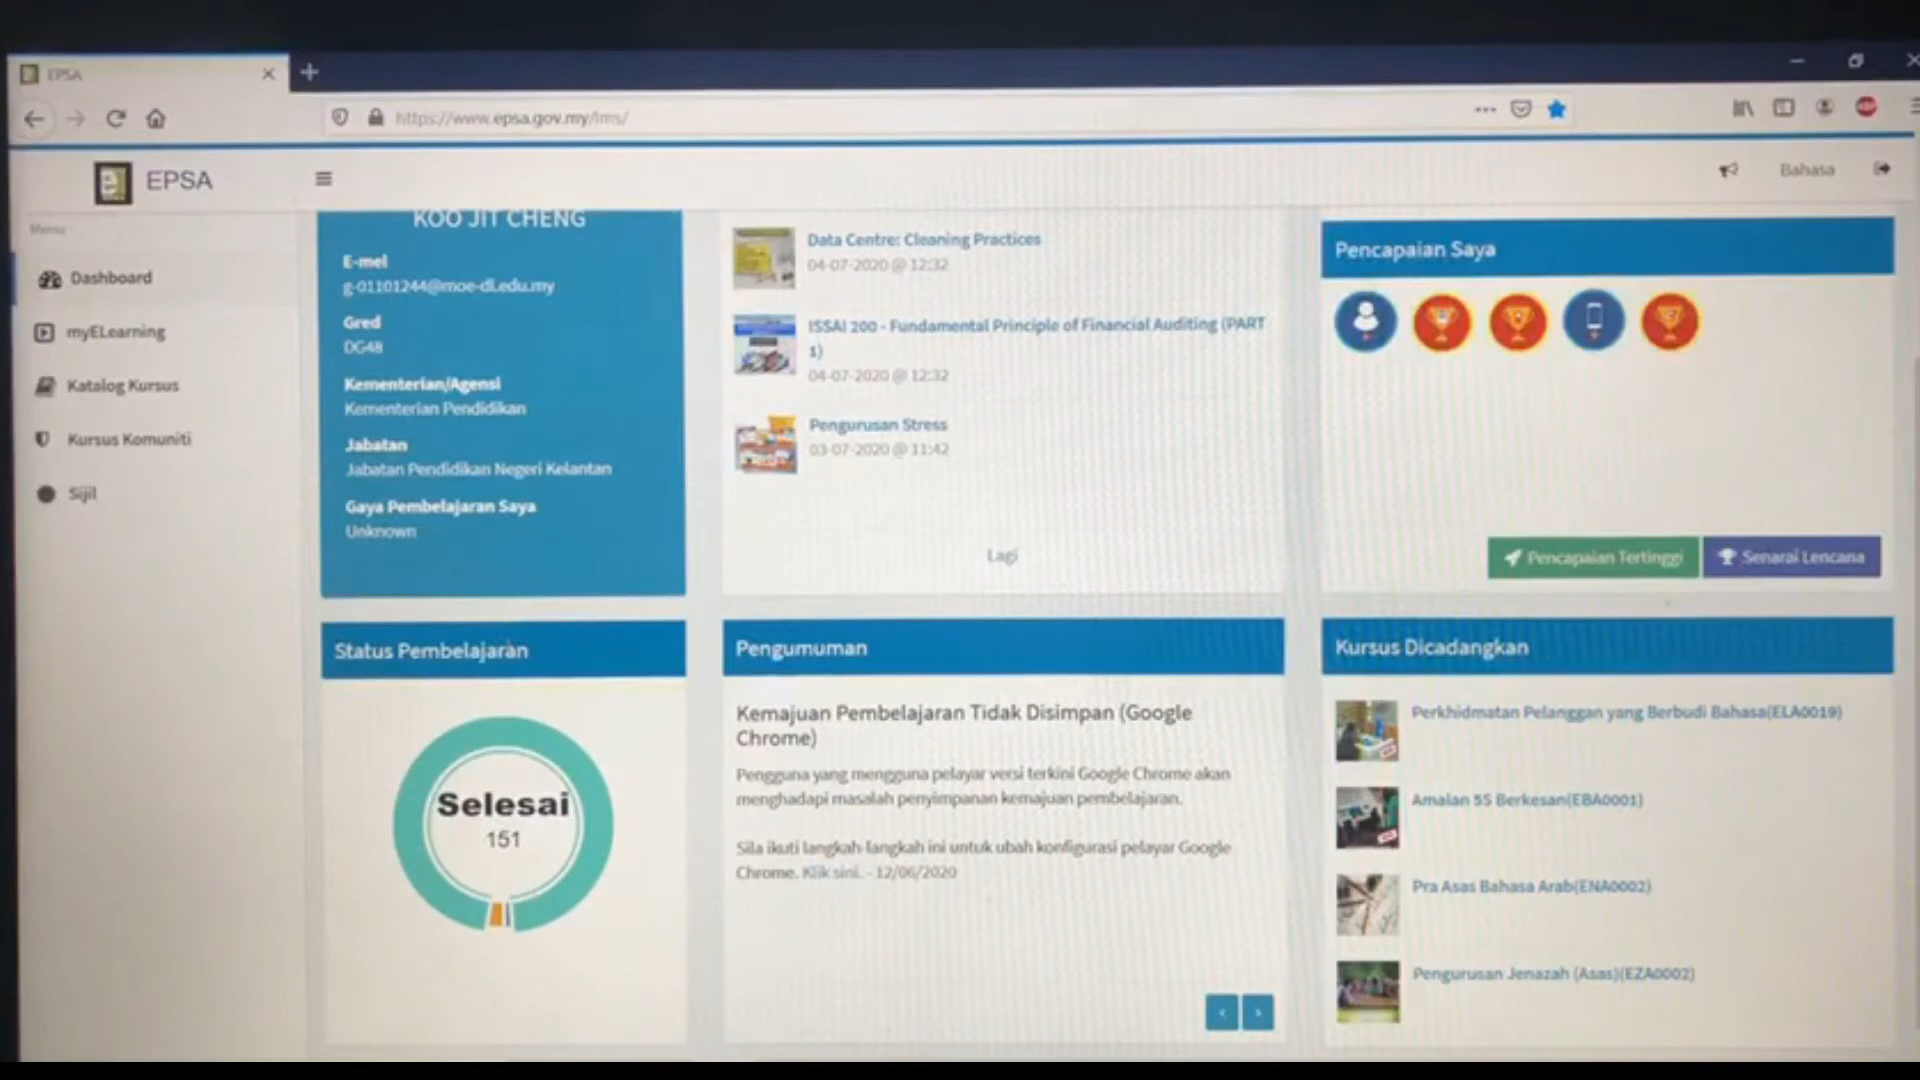 EPSA
https://www.epsa.gov.my/lms/
EPSA
Bahasa
Menu
Dashboard
myELearning
Katalog Kursus
Kursus Komuniti
Sijil
KOO JIT CHENG
E-mel
g-01101244@moe-dl.edu.my
Gred
DG48
Kementerian/Agensi
Kementerian Pendidikan
Jabatan
Jabatan Pendidikan Negeri Kelantan
Gaya Pembelajaran Saya
Unknown
Data Centre: Cleaning Practices
04-07-2020 @ 12:32
ISSAI 200 - Fundamental Principle of Financial Auditing (PART
1)
04-07-2020 @ 12:32
Pengurusan Stress
03-07-2020 @ 11:42
Lagi
Pencapaian Saya
Pencapaian Tertinggi
Senarai Lencana
Status Pembelajaran
Selesai
151
Pengumuman
Kemajuan Pembelajaran Tidak Disimpan (Google
Chrome)
Pengguna yang mengguna pelayar versi terkini Google Chrome akan
menghadapi masalah penyimpanan kemajuan pembelajaran.
Sila ikuti langkah-langkah ini untuk ubah konfigurasi pelayar Google
Chrome. Klik sini. - 12/06/2020
Kursus Dicadangkan
Perkhidmatan Pelanggan yang Berbudi Bahasa(ELA0019)
Amalan 5S Berkesan(EBA0001)
Pra Asas Bahasa Arab(ENA0002)
Pengurusan Jenazah (Asas)(EZA0002)